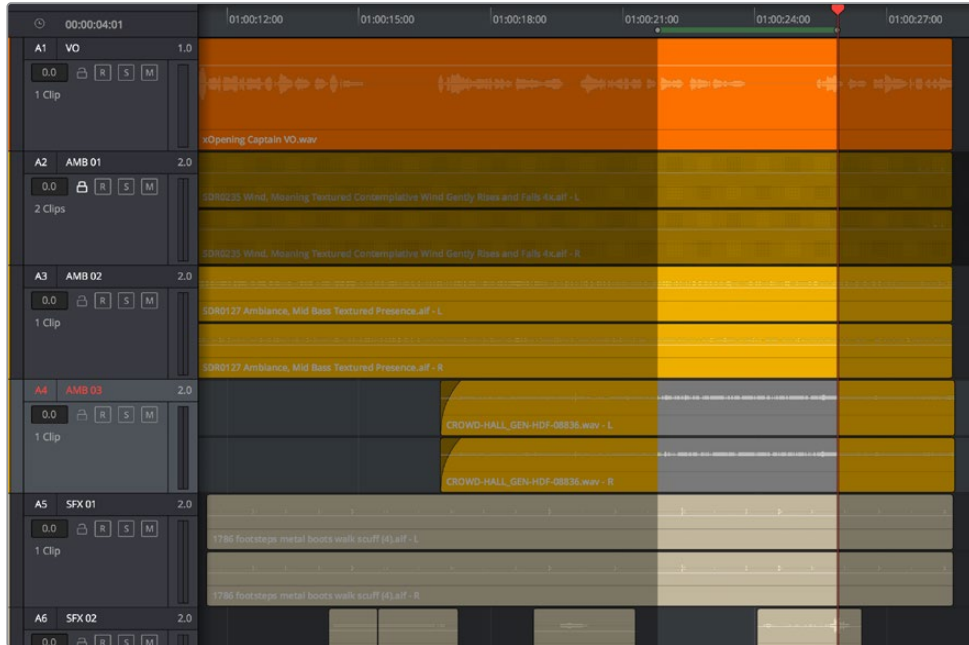 00:00:04:01
01:00:12:00 01:00:15:00 01:00:18:00 01:00:21:00 01:00:24:00 01:00:27:00
A1 VO 1.0
0.0 R S M
1 Clip
xOpening Captain VO.wav
A2 AMB 01 2.0
0.0 R S M
2 Clips
SDR0235 Wind, Moaning Textured Contemplative Wind Gently Rises and Falls 4x.aif - L
SDR0235 Wind, Moaning Textured Contemplative Wind Gently Rises and Falls 4x.aif - R
A3 AMB 02 2.0
0.0 R S M
1 Clip
SDR0127 Ambiance, Mid Bass Textured Presence.aif - L
SDR0127 Ambiance, Mid Bass Textured Presence.aif - R
A4 AMB 03 2.0
0.0 R S M
1 Clip
CROWD-HALL_GEN-HDF-08836.wav - L
CROWD-HALL_GEN-HDF-08836.wav - R
A5 SFX 01 2.0
0.0 R S M
1 Clip
1786 footsteps metal boots walk scuff (4).aif - L
1786 footsteps metal boots walk scuff (4).aif - R
A6 SFX 02 2.0
0.0 R S M